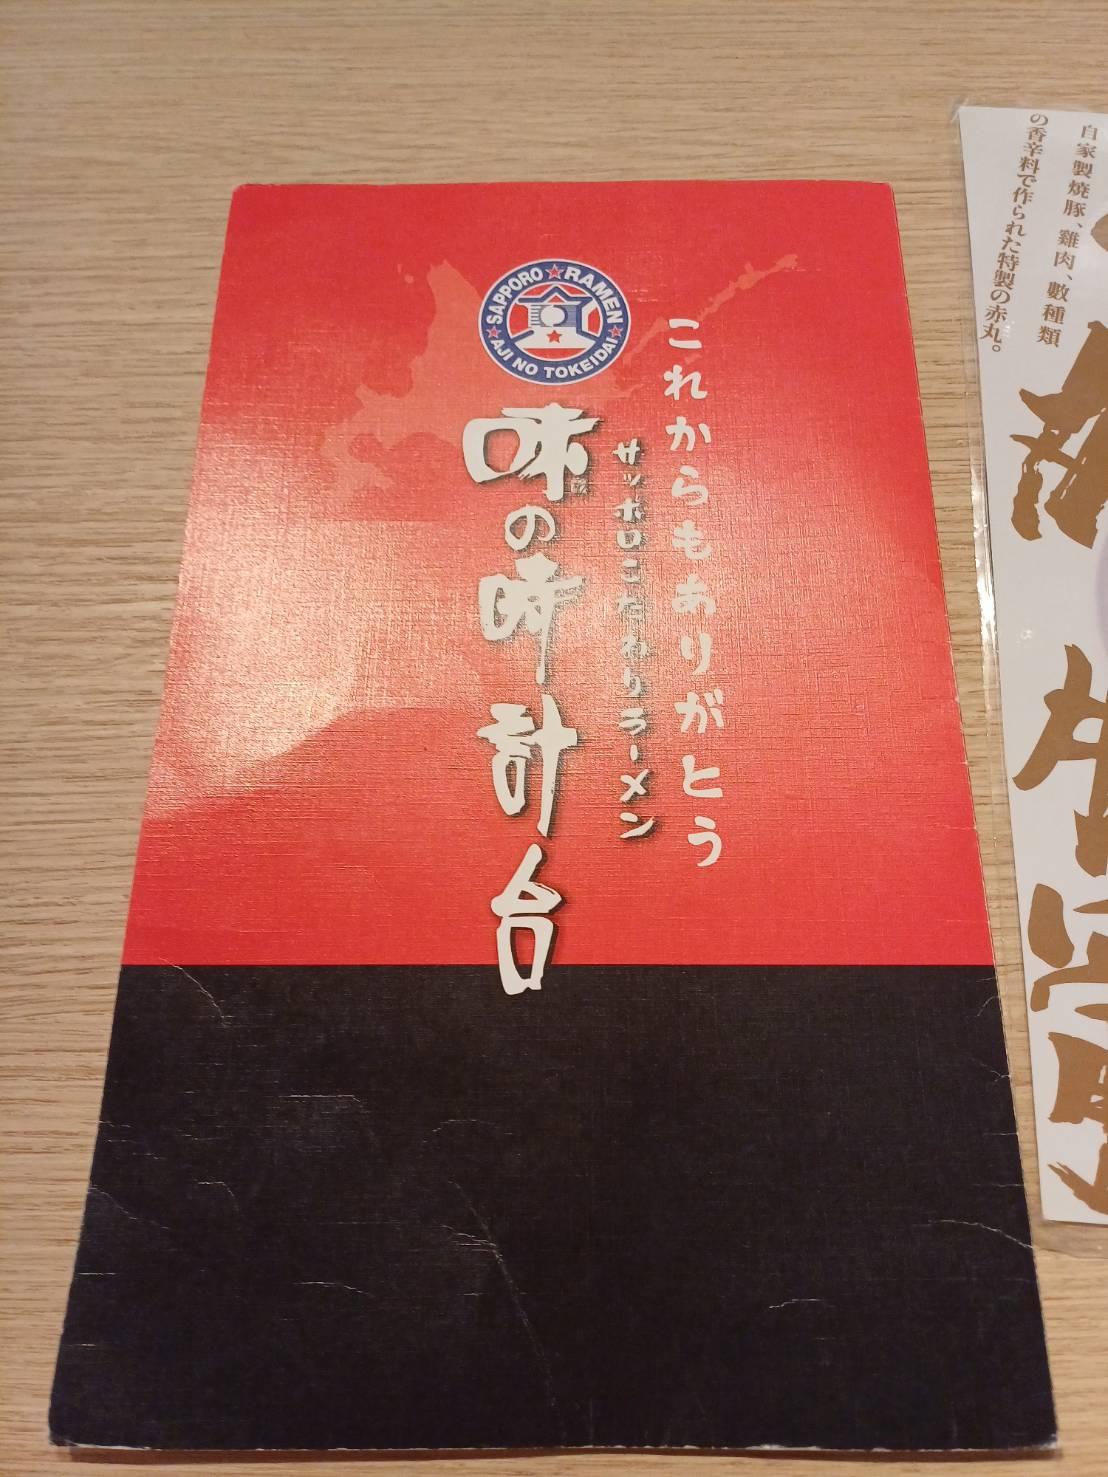 SAPPORO★RAMEN
★AJI NO TOKEIDAI★
これからもありがとう
サッポロこだわりラーメン
味の時計台
自家製焼豚、雞肉、數種類
の香辛料で作られた特製の赤丸。